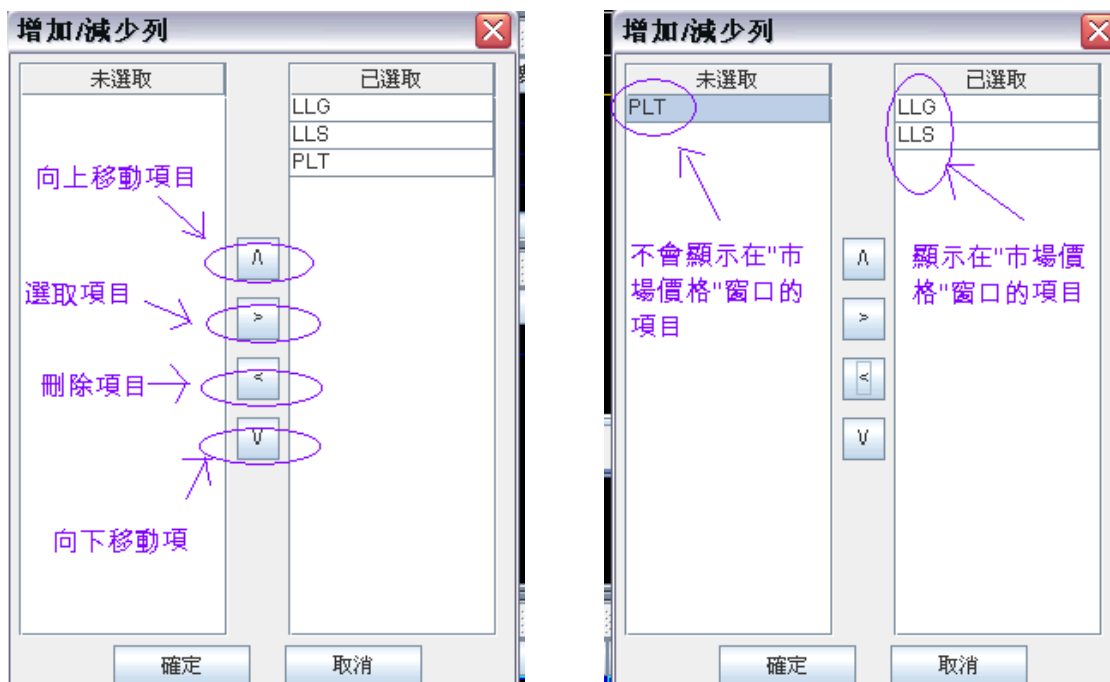 增加/減少列
未選取
已選取
LLG
LLS
PLT
向上移動項目
Λ
選取項目
>
刪除項目
<
V
向下移動項
確定
取消
增加/減少列
未選取
已選取
PLT
LLG
LLS
不會顯示在"市
場價格"窗口的
項目
顯示在"市場價
格"窗口的項目
Λ
>
<
V
確定
取消